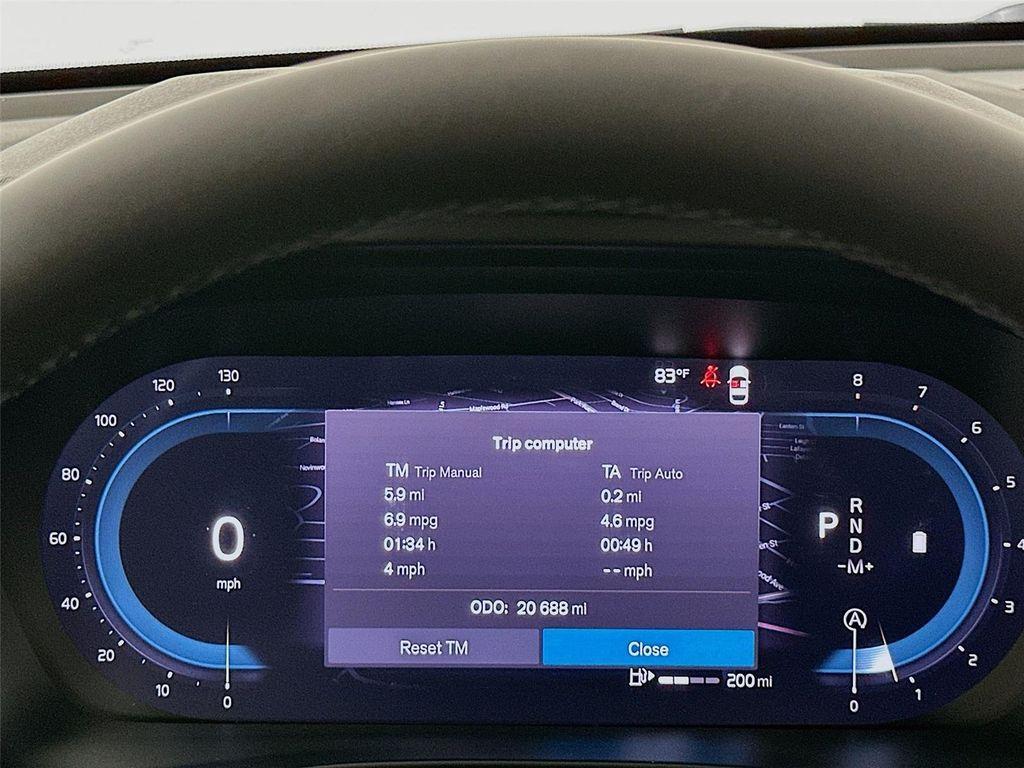 120
130
83°F
8
7
100
Maplewood Rd
6
Trip computer
80
TM Trip Manual
TA Trip Auto
5
5.9 mi
0.2 mi
6.9 mpg
4.6 mpg
60
0
mph
01:34 h
00:49 h
P
R
N
D
-M+
4
4 mph
-- mph
40
3
ODO: 20 688 mi
A
20
Reset TM
Close
2
10
200 mi
1
0
0